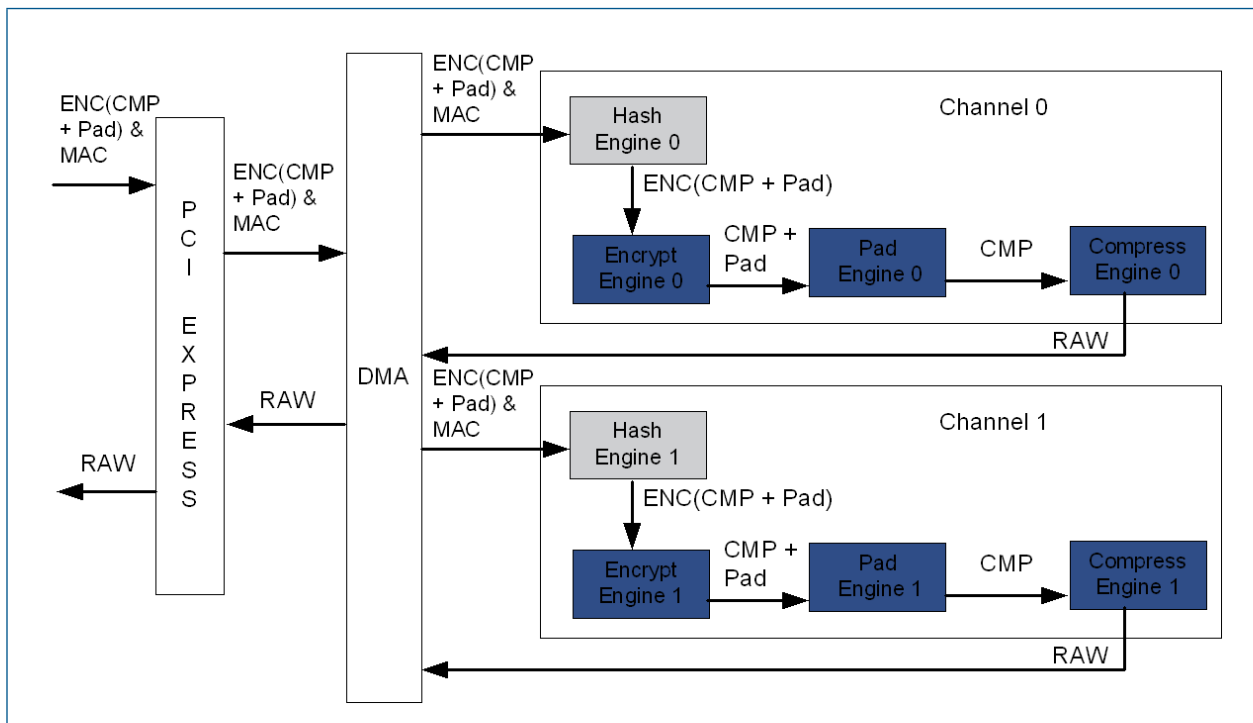 ENC(CMP
+ Pad) &
MAC
PCI EXPRESS
ENC(CMP
+ Pad) &
MAC
RAW
RAW
DMA
ENC(CMP
+ Pad) &
MAC
Channel 0
Hash
Engine 0
ENC(CMP + Pad)
Encrypt
Engine 0
CMP +
Pad
Pad
Engine 0
CMP
Compress
Engine 0
RAW
ENC(CMP
+ Pad) &
MAC
Channel 1
Hash
Engine 1
ENC(CMP + Pad)
Encrypt
Engine 1
CMP +
Pad
Pad
Engine 1
CMP
Compress
Engine 1
RAW